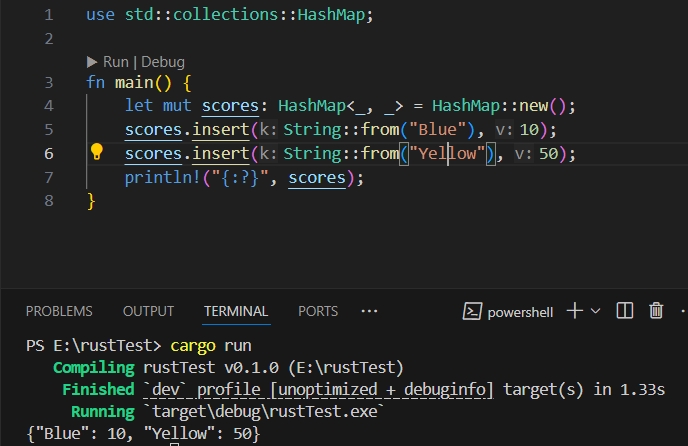 1 use std::collections::HashMap;
2
▶ Run | Debug
3 fn main() {
4 let mut scores: HashMap<_, _> = HashMap::new();
5 scores.insert(k: String::from("Blue"), v: 10);
6 scores.insert(k: String::from("Yellow"), v: 50);
7 println!("{:?}", scores);
8 }
PROBLEMS OUTPUT TERMINAL PORTS ··· powershell
PS E:\rustTest> cargo run
Compiling rustTest v0.1.0 (E:\rustTest)
Finished `dev` profile [unoptimized + debuginfo] target(s) in 1.33s
Running `target\debug\rustTest.exe`
{"Blue": 10, "Yellow": 50}